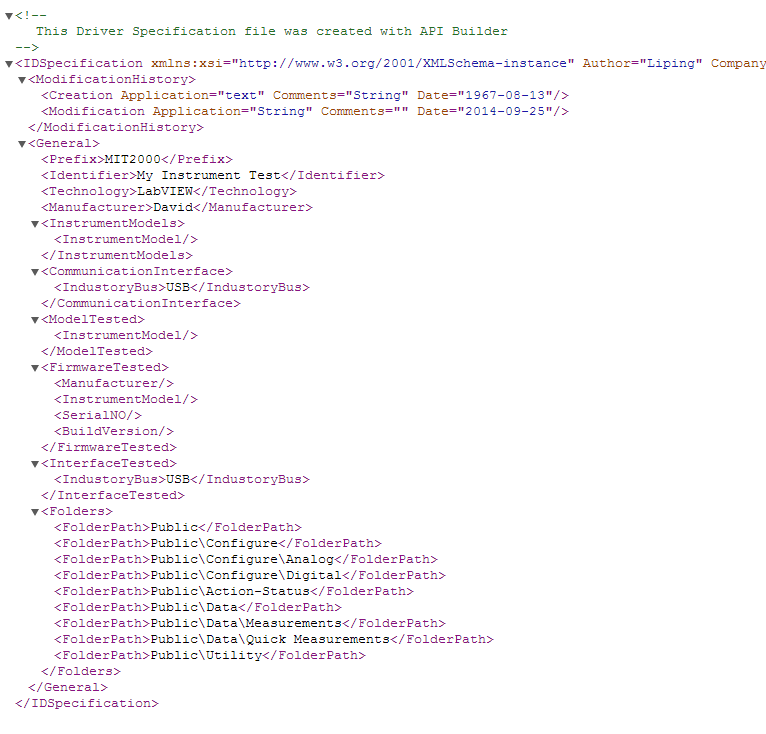 <!--
This Driver Specification file was created with API Builder
-->
<IDSpecification xmlns:xsi="http://www.w3.org/2001/XMLSchema-instance" Author="Liping" Company
<ModificationHistory>
<Creation Application="text" Comments="String" Date="1967-08-13"/>
<Modification Application="String" Comments="" Date="2014-09-25"/>
</ModificationHistory>
<General>
<Prefix>MIT2000</Prefix>
<Identifier>My Instrument Test</Identifier>
<Technology>LabVIEW</Technology>
<Manufacturer>David</Manufacturer>
<InstrumentModels>
<InstrumentModel/>
</InstrumentModels>
<CommunicationInterface>
<IndustoryBus>USB</IndustoryBus>
</CommunicationInterface>
<ModelTested>
<InstrumentModel/>
</ModelTested>
<FirmwareTested>
<Manufacturer/>
<InstrumentModel/>
<SerialNO/>
<BuildVersion/>
</FirmwareTested>
<InterfaceTested>
<IndustoryBus>USB</IndustoryBus>
</InterfaceTested>
<Folders>
<FolderPath>Public</FolderPath>
<FolderPath>Public\Configure</FolderPath>
<FolderPath>Public\Configure\Analog</FolderPath>
<FolderPath>Public\Configure\Digital</FolderPath>
<FolderPath>Public\Action-Status</FolderPath>
<FolderPath>Public\Data</FolderPath>
<FolderPath>Public\Data\Measurements</FolderPath>
<FolderPath>Public\Data\Quick Measurements</FolderPath>
<FolderPath>Public\Utility</FolderPath>
</Folders>
</General>
</IDSpecification>